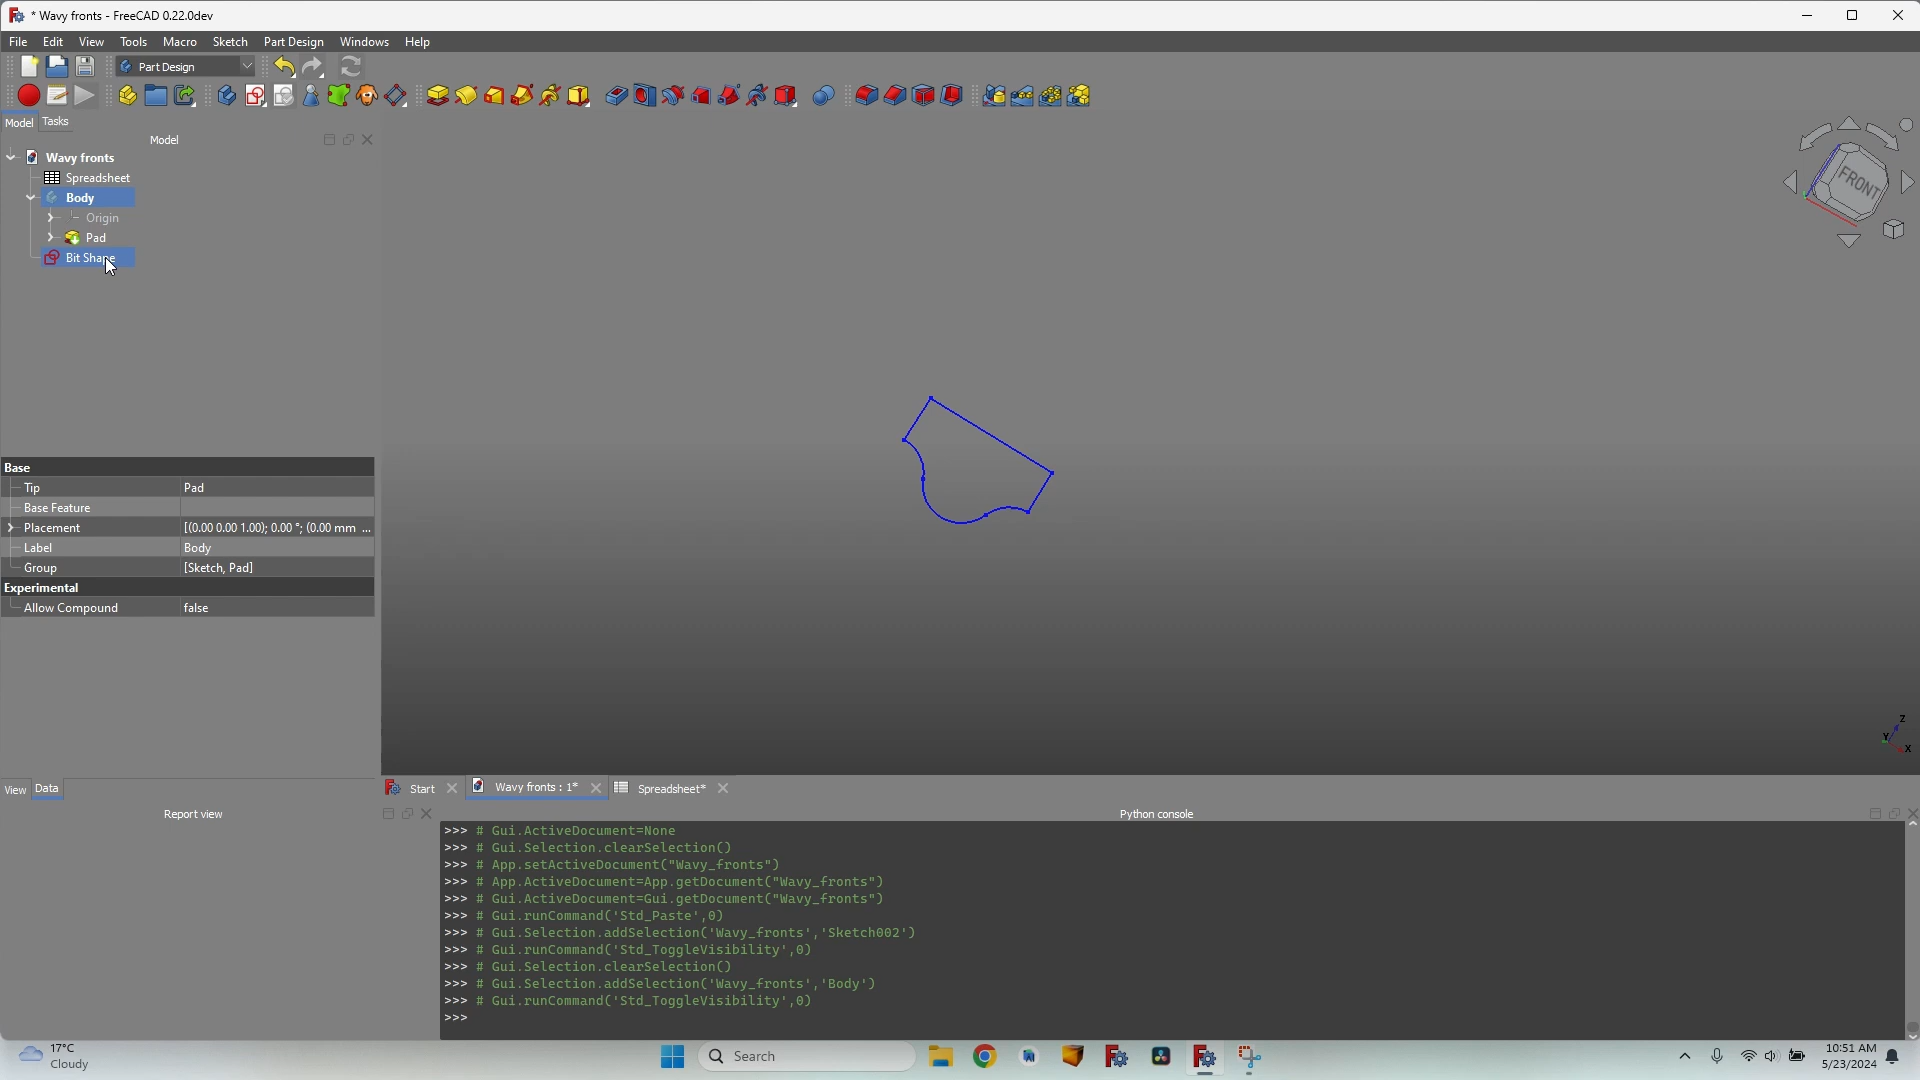 * Wavy fronts - FreeCAD 0.22.0dev
File Edit View Tools Macro Sketch Part Design Windows Help
Part Design
Model Tasks
Model
Wavy fronts
Spreadsheet
Body
Origin
Pad
Bit Shape
FRONT
Base
Tip Pad
Base Feature
Placement [(0.00 0.00 1.00); 0.00 °; (0.00 mm ...
Label Body
Group [Sketch, Pad]
Experimental
Allow Compound false
Z
Y
X
View Data
Start Wavy fronts : 1* Spreadsheet*
Report view
Python console
>>> # Gui.ActiveDocument=None
>>> # Gui.Selection.clearSelection()
>>> # App.setActiveDocument("Wavy_fronts")
>>> # App.ActiveDocument=App.getDocument("Wavy_fronts")
>>> # Gui.ActiveDocument=Gui.getDocument("Wavy_fronts")
>>> # Gui.runCommand('Std_Paste',0)
>>> # Gui.Selection.addSelection('Wavy_fronts','Sketch002')
>>> # Gui.runCommand('Std_ToggleVisibility',0)
>>> # Gui.Selection.clearSelection()
>>> # Gui.Selection.addSelection('Wavy_fronts','Body')
>>> # Gui.runCommand('Std_ToggleVisibility',0)
>>>
17°C
Cloudy
Search
10:51 AM
5/23/2024